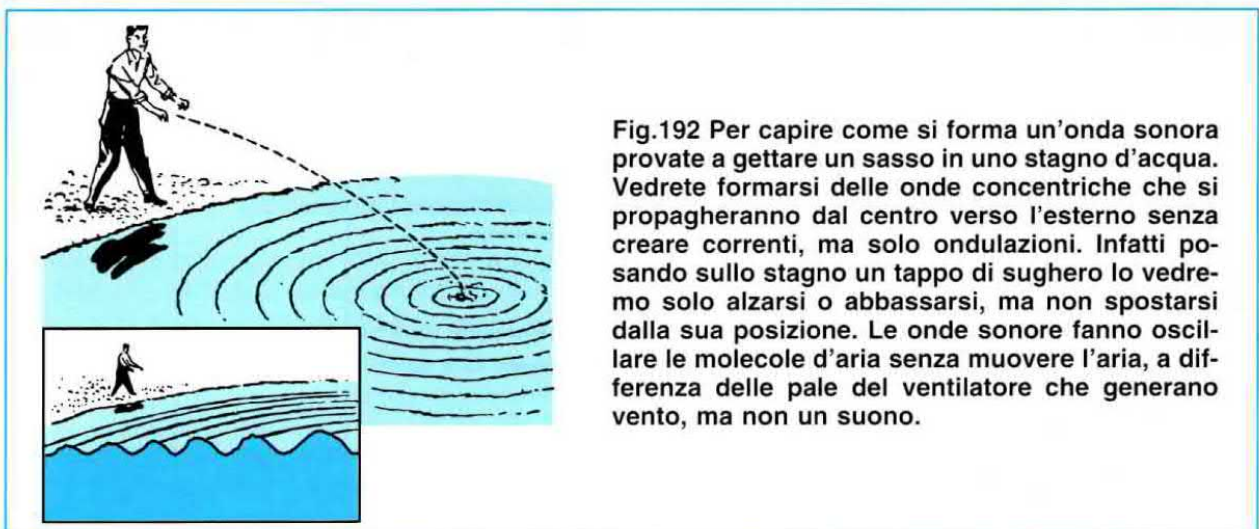 Fig.192 Per capire come si forma un'onda sonora
provate a gettare un sasso in uno stagno d'acqua.
Vedrete formarsi delle onde concentriche che si
propagheranno dal centro verso l'esterno senza
creare correnti, ma solo ondulazioni. Infatti po-
sando sullo stagno un tappo di sughero lo vedre-
mo solo alzarsi o abbassarsi, ma non spostarsi
dalla sua posizione. Le onde sonore fanno oscil-
lare le molecole d'aria senza muovere l'aria, a dif-
ferenza delle pale del ventilatore che generano
vento, ma non un suono.